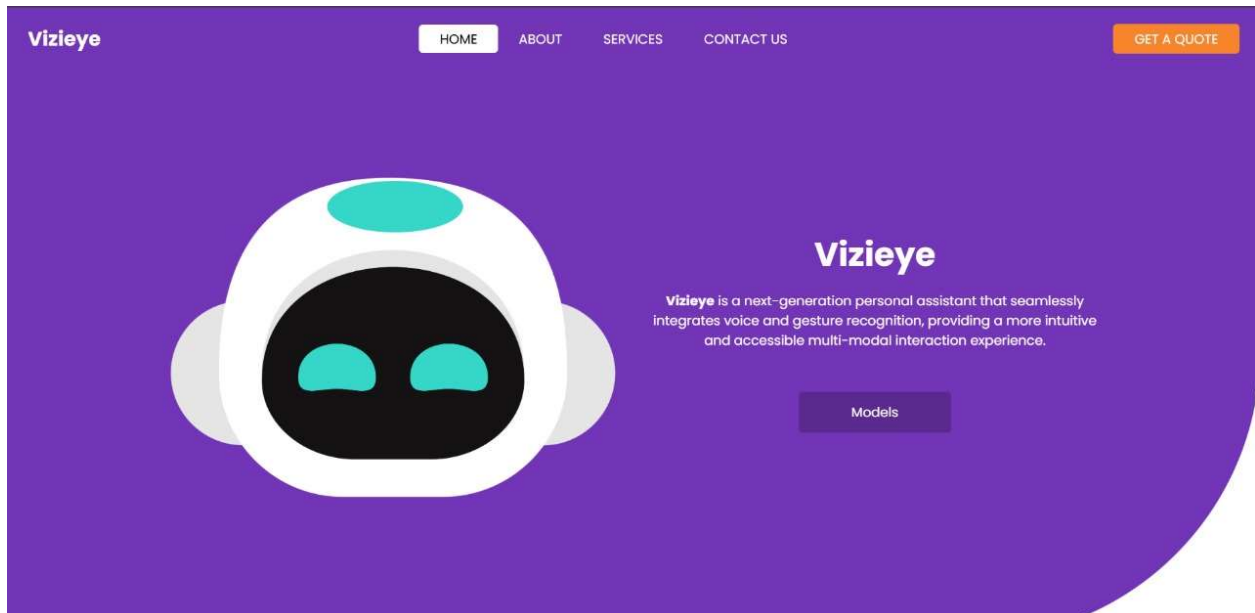 Vizieye
HOME
ABOUT
SERVICES
CONTACT US
GET A QUOTE
Vizieye
Vizieye is a next-generation personal assistant that seamlessly
integrates voice and gesture recognition, providing a more intuitive
and accessible multi-modal interaction experience.
Models